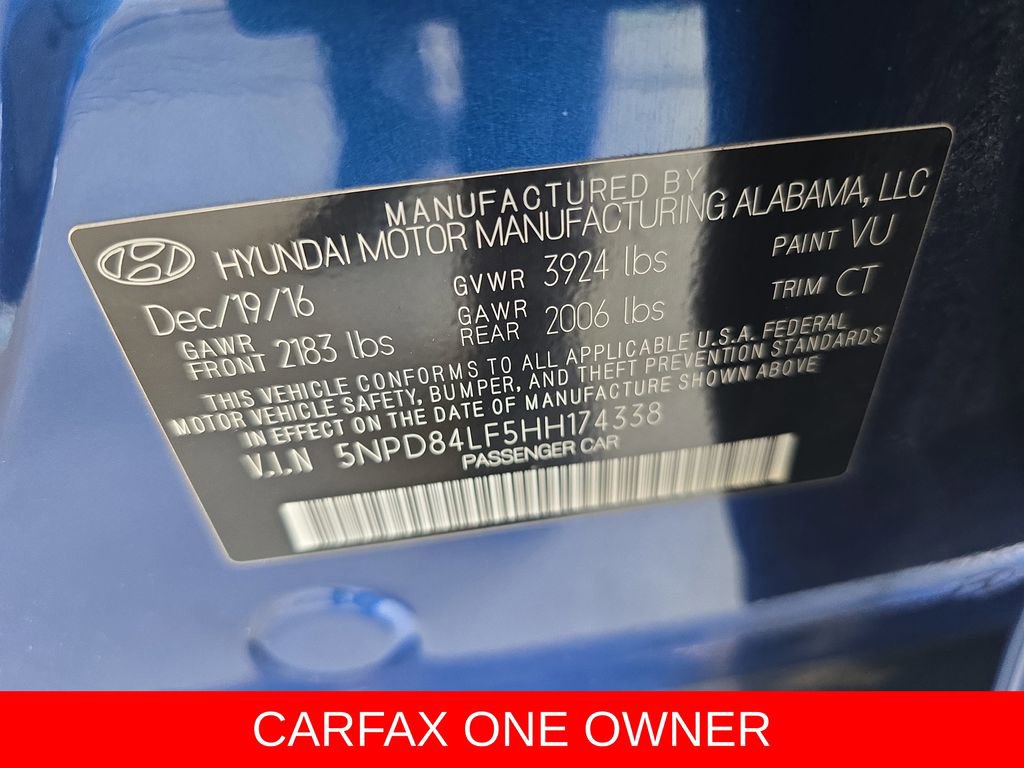 MANUFACTURED BY
HYUNDAI MOTOR MANUFACTURING ALABAMA, LLC
Dec/19/16 GVWR 3924 lbs PAINT VU
GAWR FRONT 2183 lbs GAWR REAR 2006 lbs TRIM CT
THIS VEHICLE CONFORMS TO ALL APPLICABLE U.S.A. FEDERAL
MOTOR VEHICLE SAFETY, BUMPER, AND THEFT PREVENTION STANDARDS
IN EFFECT ON THE DATE OF MANUFACTURE SHOWN ABOVE
V.I.N 5NPD84LF5HH174338
PASSENGER CAR
CARFAX ONE OWNER